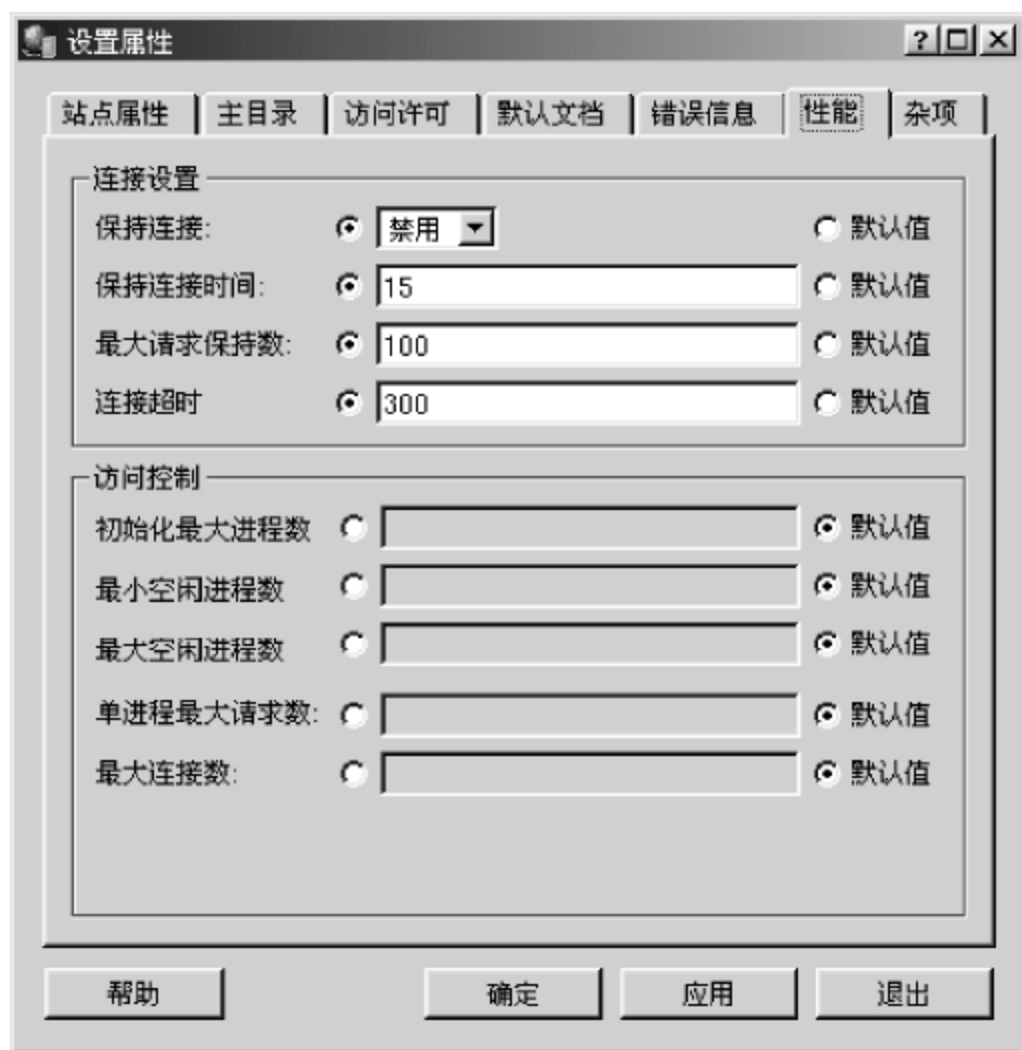 设置属性
站点属性 主目录 访问许可 默认文档 错误信息 性能 杂项
连接设置
保持连接: 禁用 默认值
保持连接时间: 15 默认值
最大请求保持数: 100 默认值
连接超时 300 默认值
访问控制
初始化最大进程数 默认值
最小空闲进程数 默认值
最大空闲进程数 默认值
单进程最大请求数: 默认值
最大连接数: 默认值
帮助 确定 应用 退出